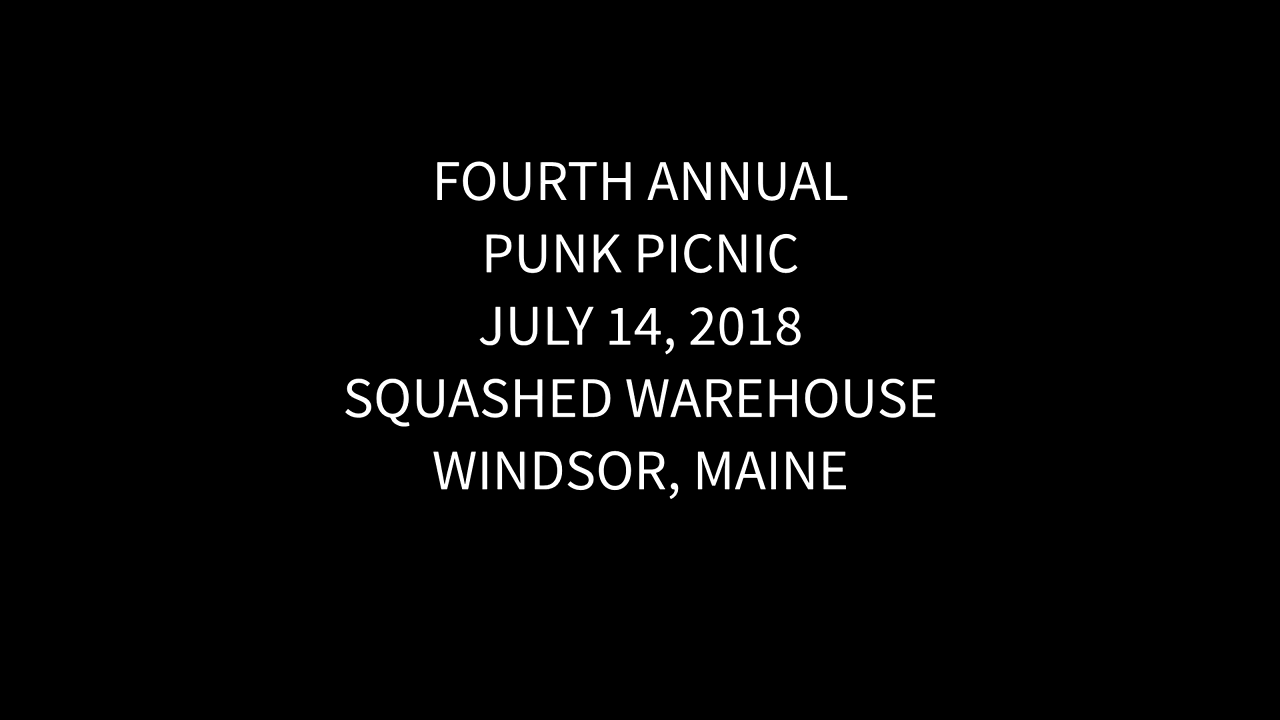 FOURTH ANNUAL
PUNK PICNIC
JULY 14, 2018
SQUASHED WAREHOUSE
WINDSOR, MAINE